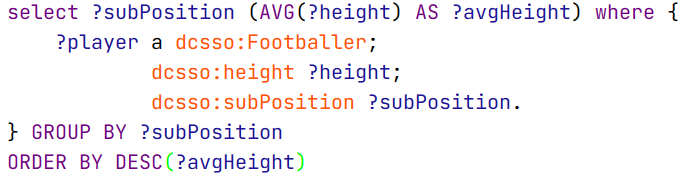 select ?subPosition (AVG(?height) AS ?avgHeight) where {
    ?player a dcsso:Footballer;
            dcsso:height ?height;
            dcsso:subPosition ?subPosition.
} GROUP BY ?subPosition
ORDER BY DESC(?avgHeight)